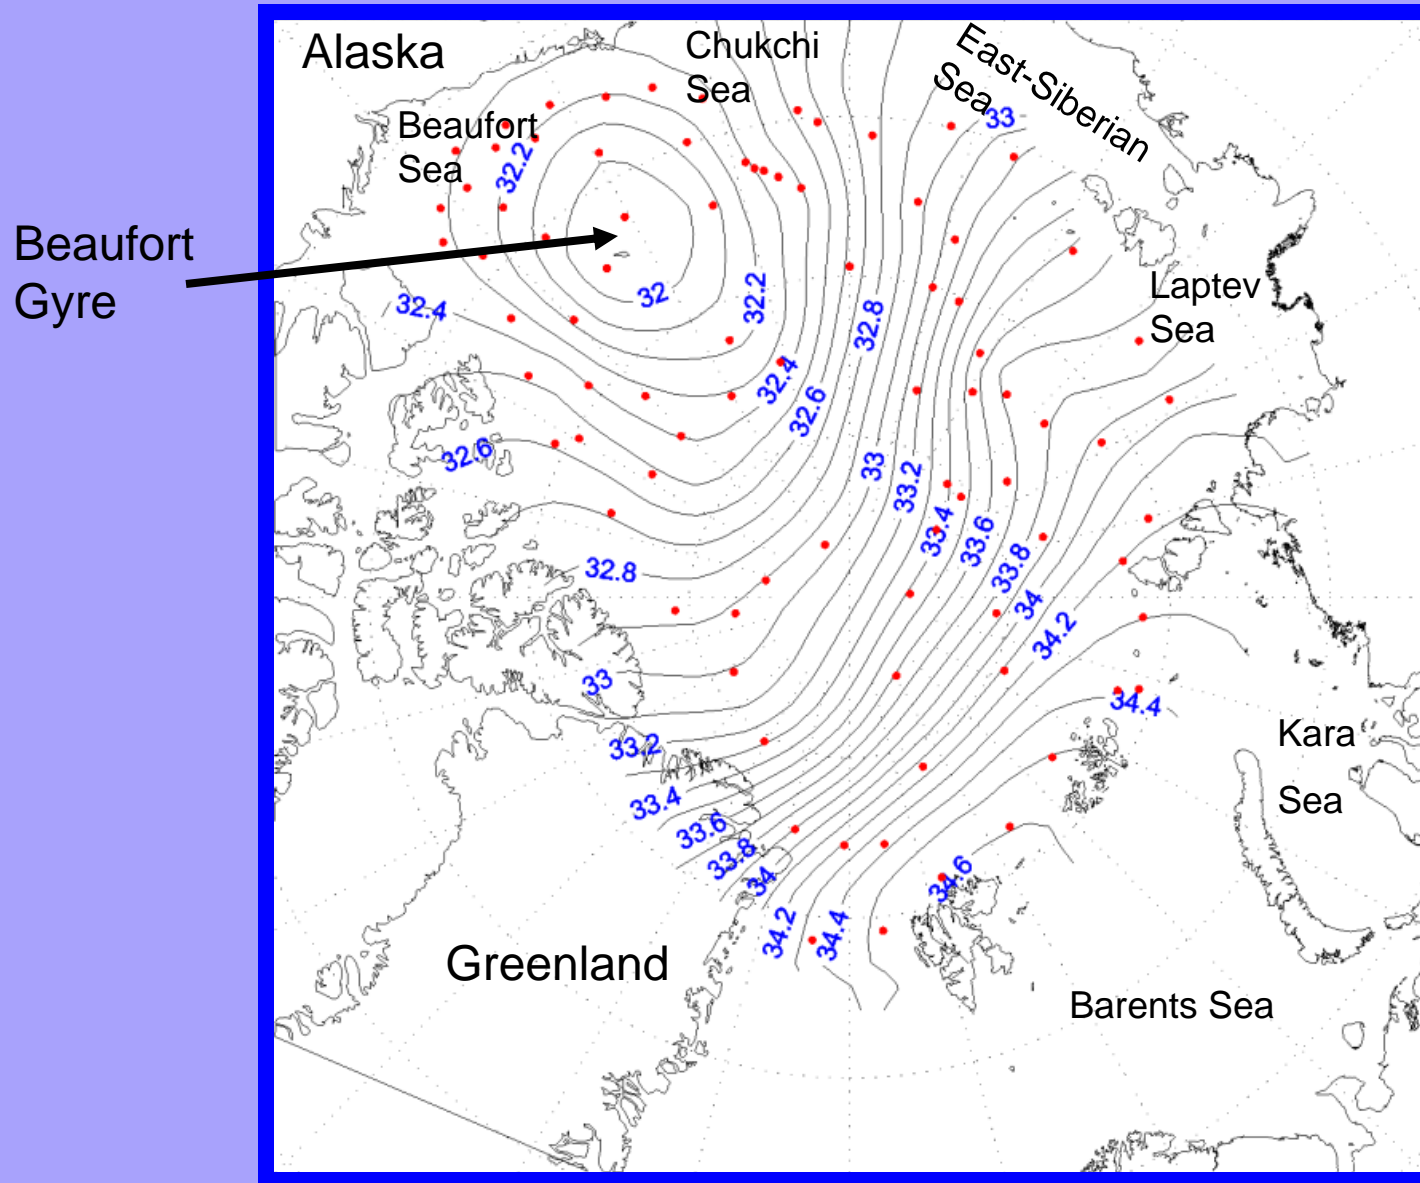 Alaska
Chukchi
Sea
East-Siberian
Sea
33
Beaufort
Sea
32.2
Beaufort
Gyre
32
32.2
32.4
32.8
Laptev
Sea
32.4
32.6
32.6
33
33.2
33.4
33.6
33.8
34
34.2
32.8
33
33.2
33.4
33.6
33.8
34
34.2
34.4
34.4
34.6
Kara
Sea
Greenland
Barents Sea